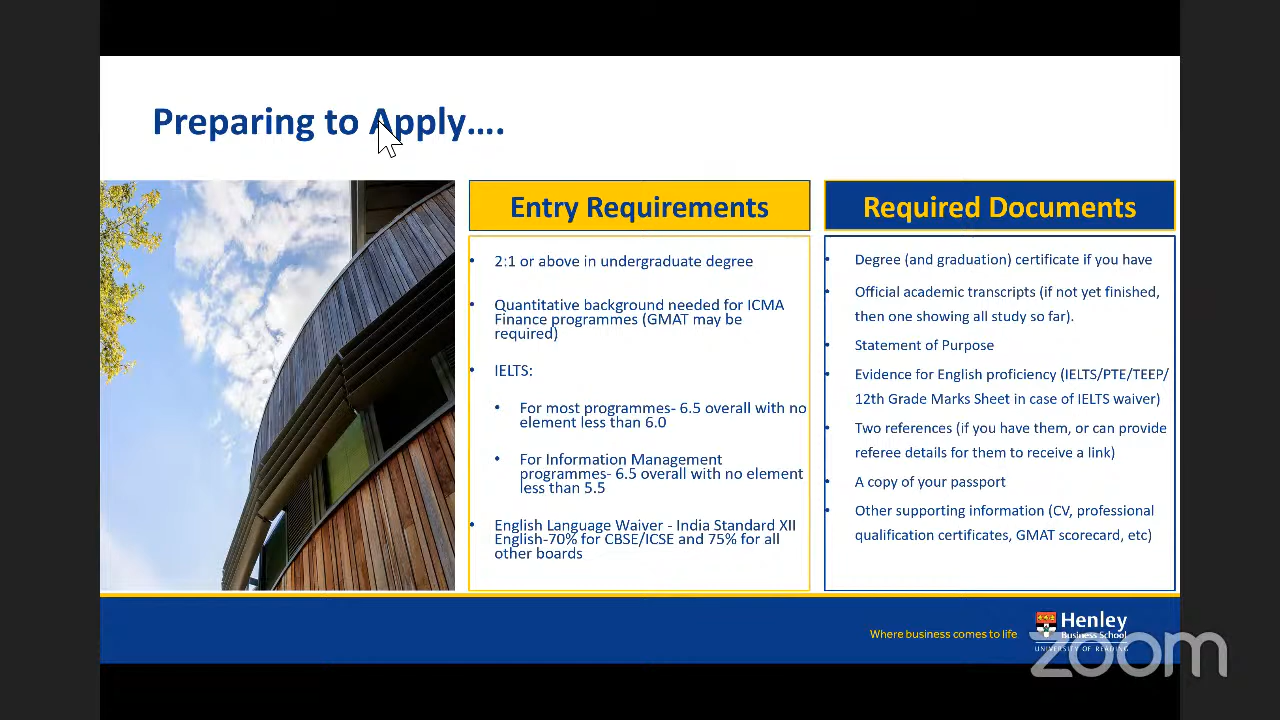 Preparing to Apply....
Entry Requirements
• 2:1 or above in undergraduate degree
• Quantitative background needed for ICMA
Finance programmes (GMAT may be
required)
• IELTS:
• For most programmes- 6.5 overall with no
element less than 6.0
• For Information Management
programmes- 6.5 overall with no element
less than 5.5
• English Language Waiver - India Standard XII
English-70% for CBSE/ICSE and 75% for all
other boards
Required Documents
• Degree (and graduation) certificate if you have
• Official academic transcripts (if not yet finished,
then one showing all study so far).
• Statement of Purpose
• Evidence for English proficiency (IELTS/PTE/TEEP/
12th Grade Marks Sheet in case of IELTS waiver)
• Two references (if you have them, or can provide
referee details for them to receive a link)
• A copy of your passport
• Other supporting information (CV, professional
qualification certificates, GMAT scorecard, etc)
Where business comes to life
Henley
Business School
UNIVERSITY OF READING
zoom